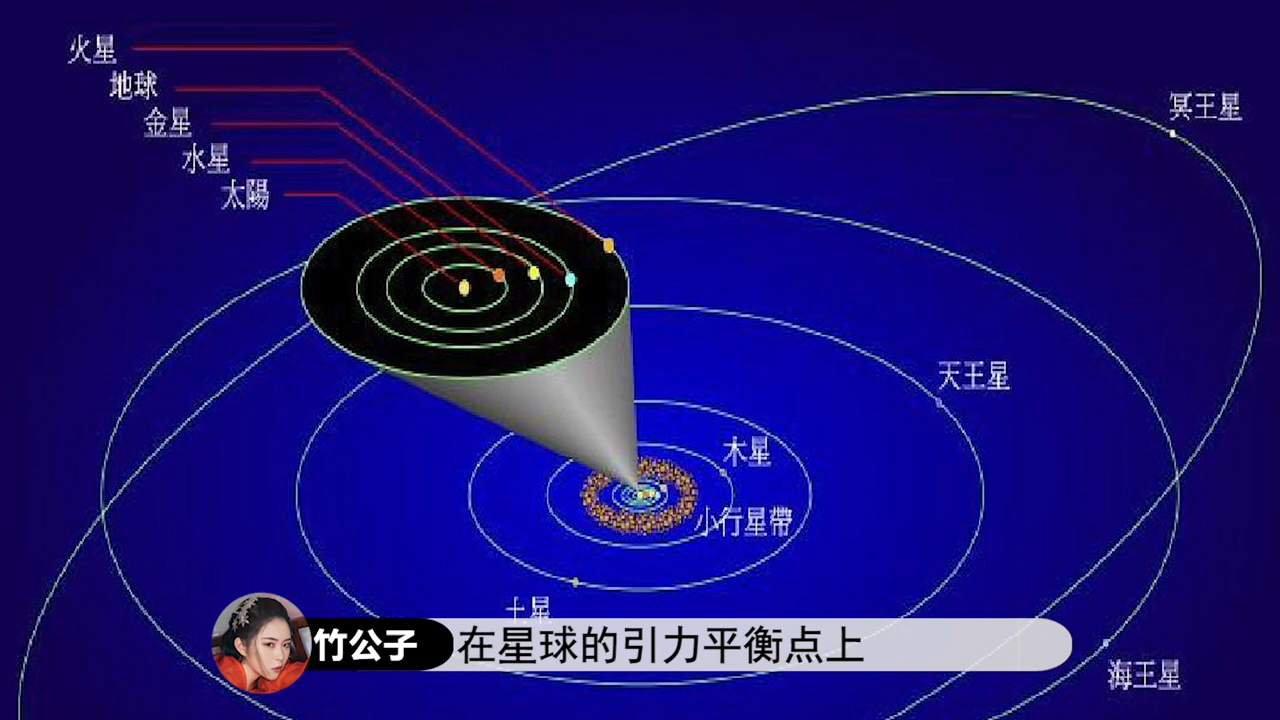 火星
地球
金星
水星
太陽
冥王星
天王星
木星
小行星帶
土星
竹公子 在星球的引力平衡点上
海王星